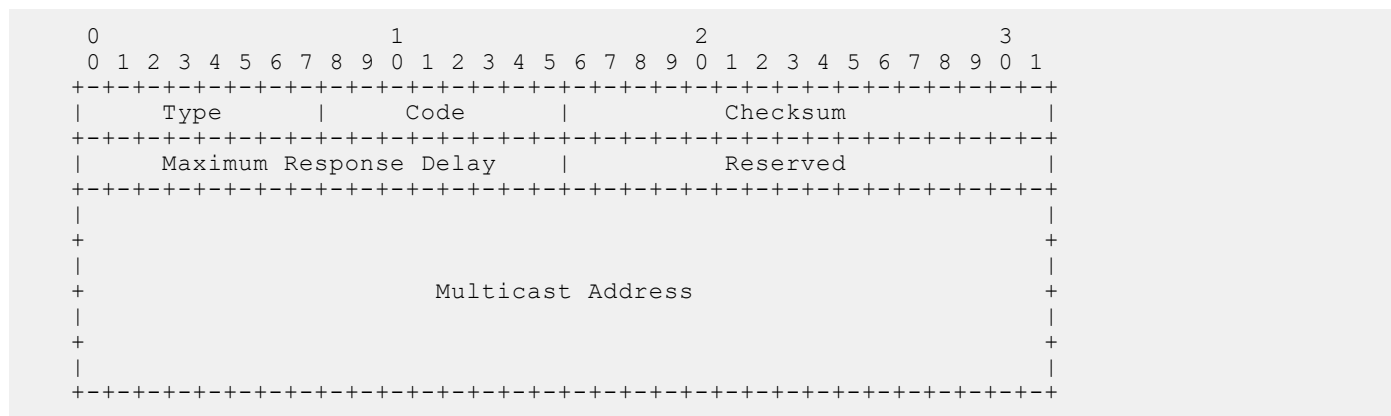 0                   1                   2                   3
 0 1 2 3 4 5 6 7 8 9 0 1 2 3 4 5 6 7 8 9 0 1 2 3 4 5 6 7 8 9 0 1
+-+-+-+-+-+-+-+-+-+-+-+-+-+-+-+-+-+-+-+-+-+-+-+-+-+-+-+-+-+-+-+-+
|     Type      |     Code      |          Checksum             |
+-+-+-+-+-+-+-+-+-+-+-+-+-+-+-+-+-+-+-+-+-+-+-+-+-+-+-+-+-+-+-+-+
|     Maximum Response Delay    |          Reserved             |
+-+-+-+-+-+-+-+-+-+-+-+-+-+-+-+-+-+-+-+-+-+-+-+-+-+-+-+-+-+-+-+-+
|                                                               |
+                                                               +
|                                                               |
+                       Multicast Address                       +
|                                                               |
+                                                               +
|                                                               |
+-+-+-+-+-+-+-+-+-+-+-+-+-+-+-+-+-+-+-+-+-+-+-+-+-+-+-+-+-+-+-+-+